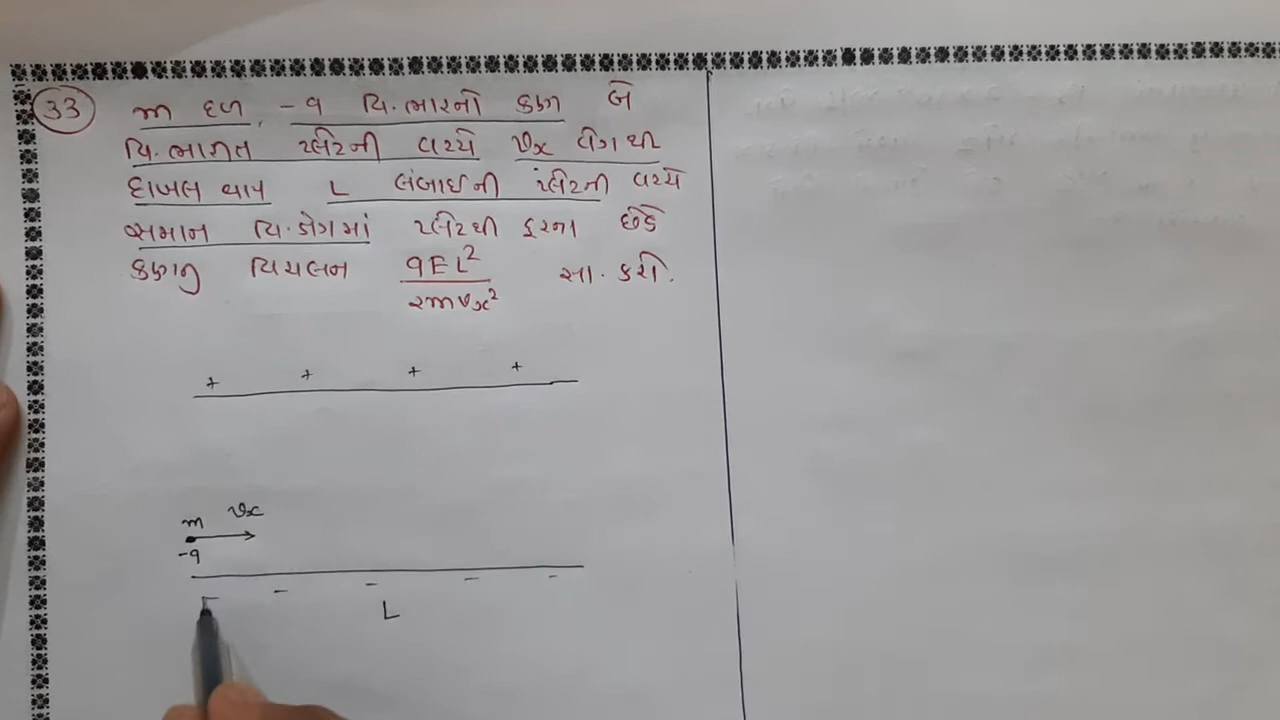 33 m દળ, -q વિ.ભારનો કણ બે
વિ.ભારીત પ્લેટની વચ્ચે vx વેગથી
દાખલ થાય L લંબાઈની પ્લેટની વચ્ચે
સમાન વિ.ક્ષેત્રમાં પ્લેટથી દૂરના છેડે
કણનું વિચલન qEL²/2mvx² સા. કરો.
+ + + +
m vx
-q
- - - - -
L